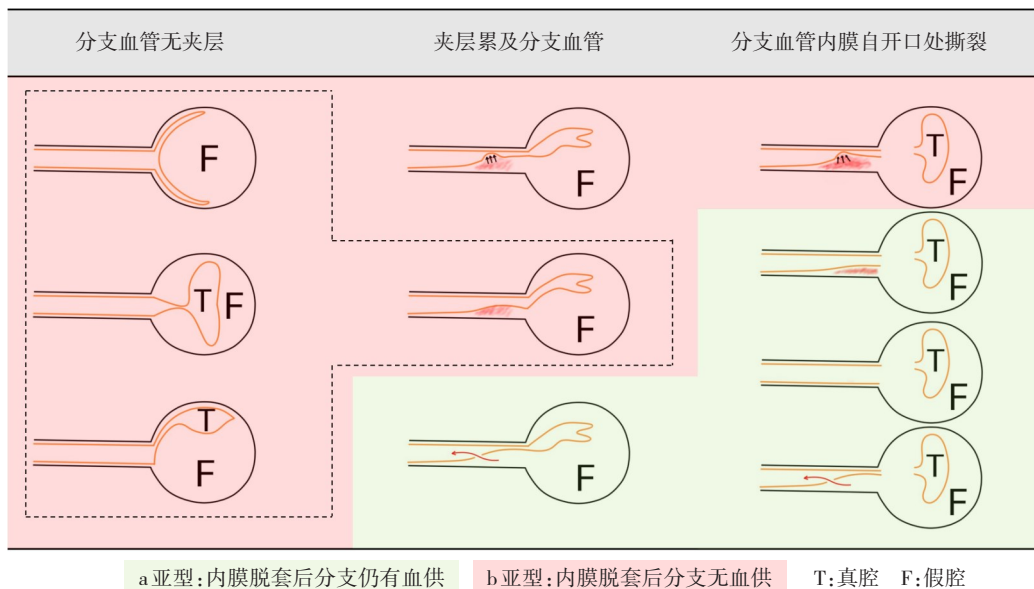 分支血管无夹层 夹层累及分支血管 分支血管内膜自开口处撕裂
F F T F
T F
T F F T F
T F
T F F T F
a亚型:内膜脱套后分支仍有血供 b亚型:内膜脱套后分支无血供 T:真腔 F:假腔